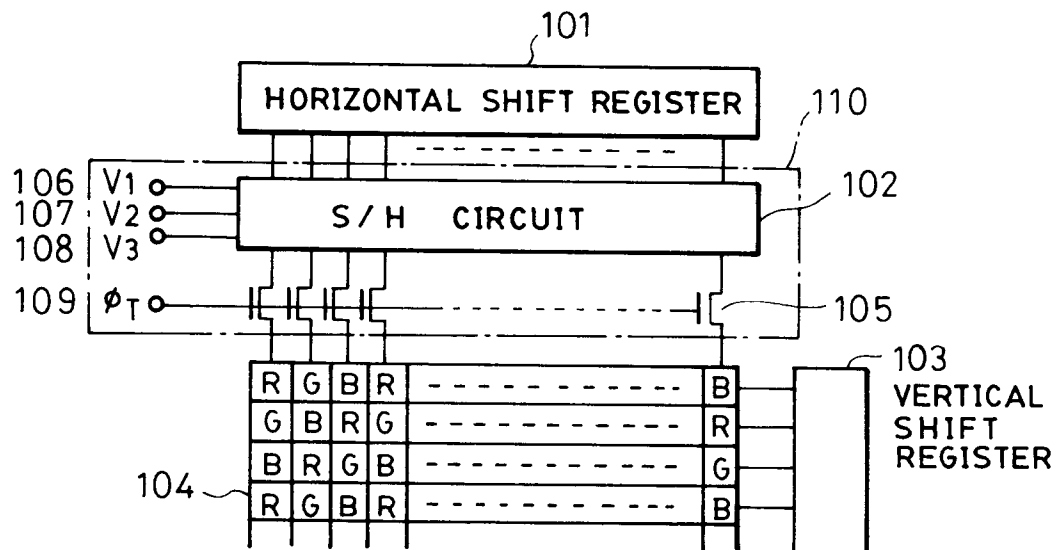 101
HORIZONTAL SHIFT REGISTER
110
106 V1
107 V2
108 V3
S/H CIRCUIT
102
109 ϕT
105
103
VERTICAL
SHIFT
REGISTER
R G B R B
G B R G R
B R G B G
104
R G B R B